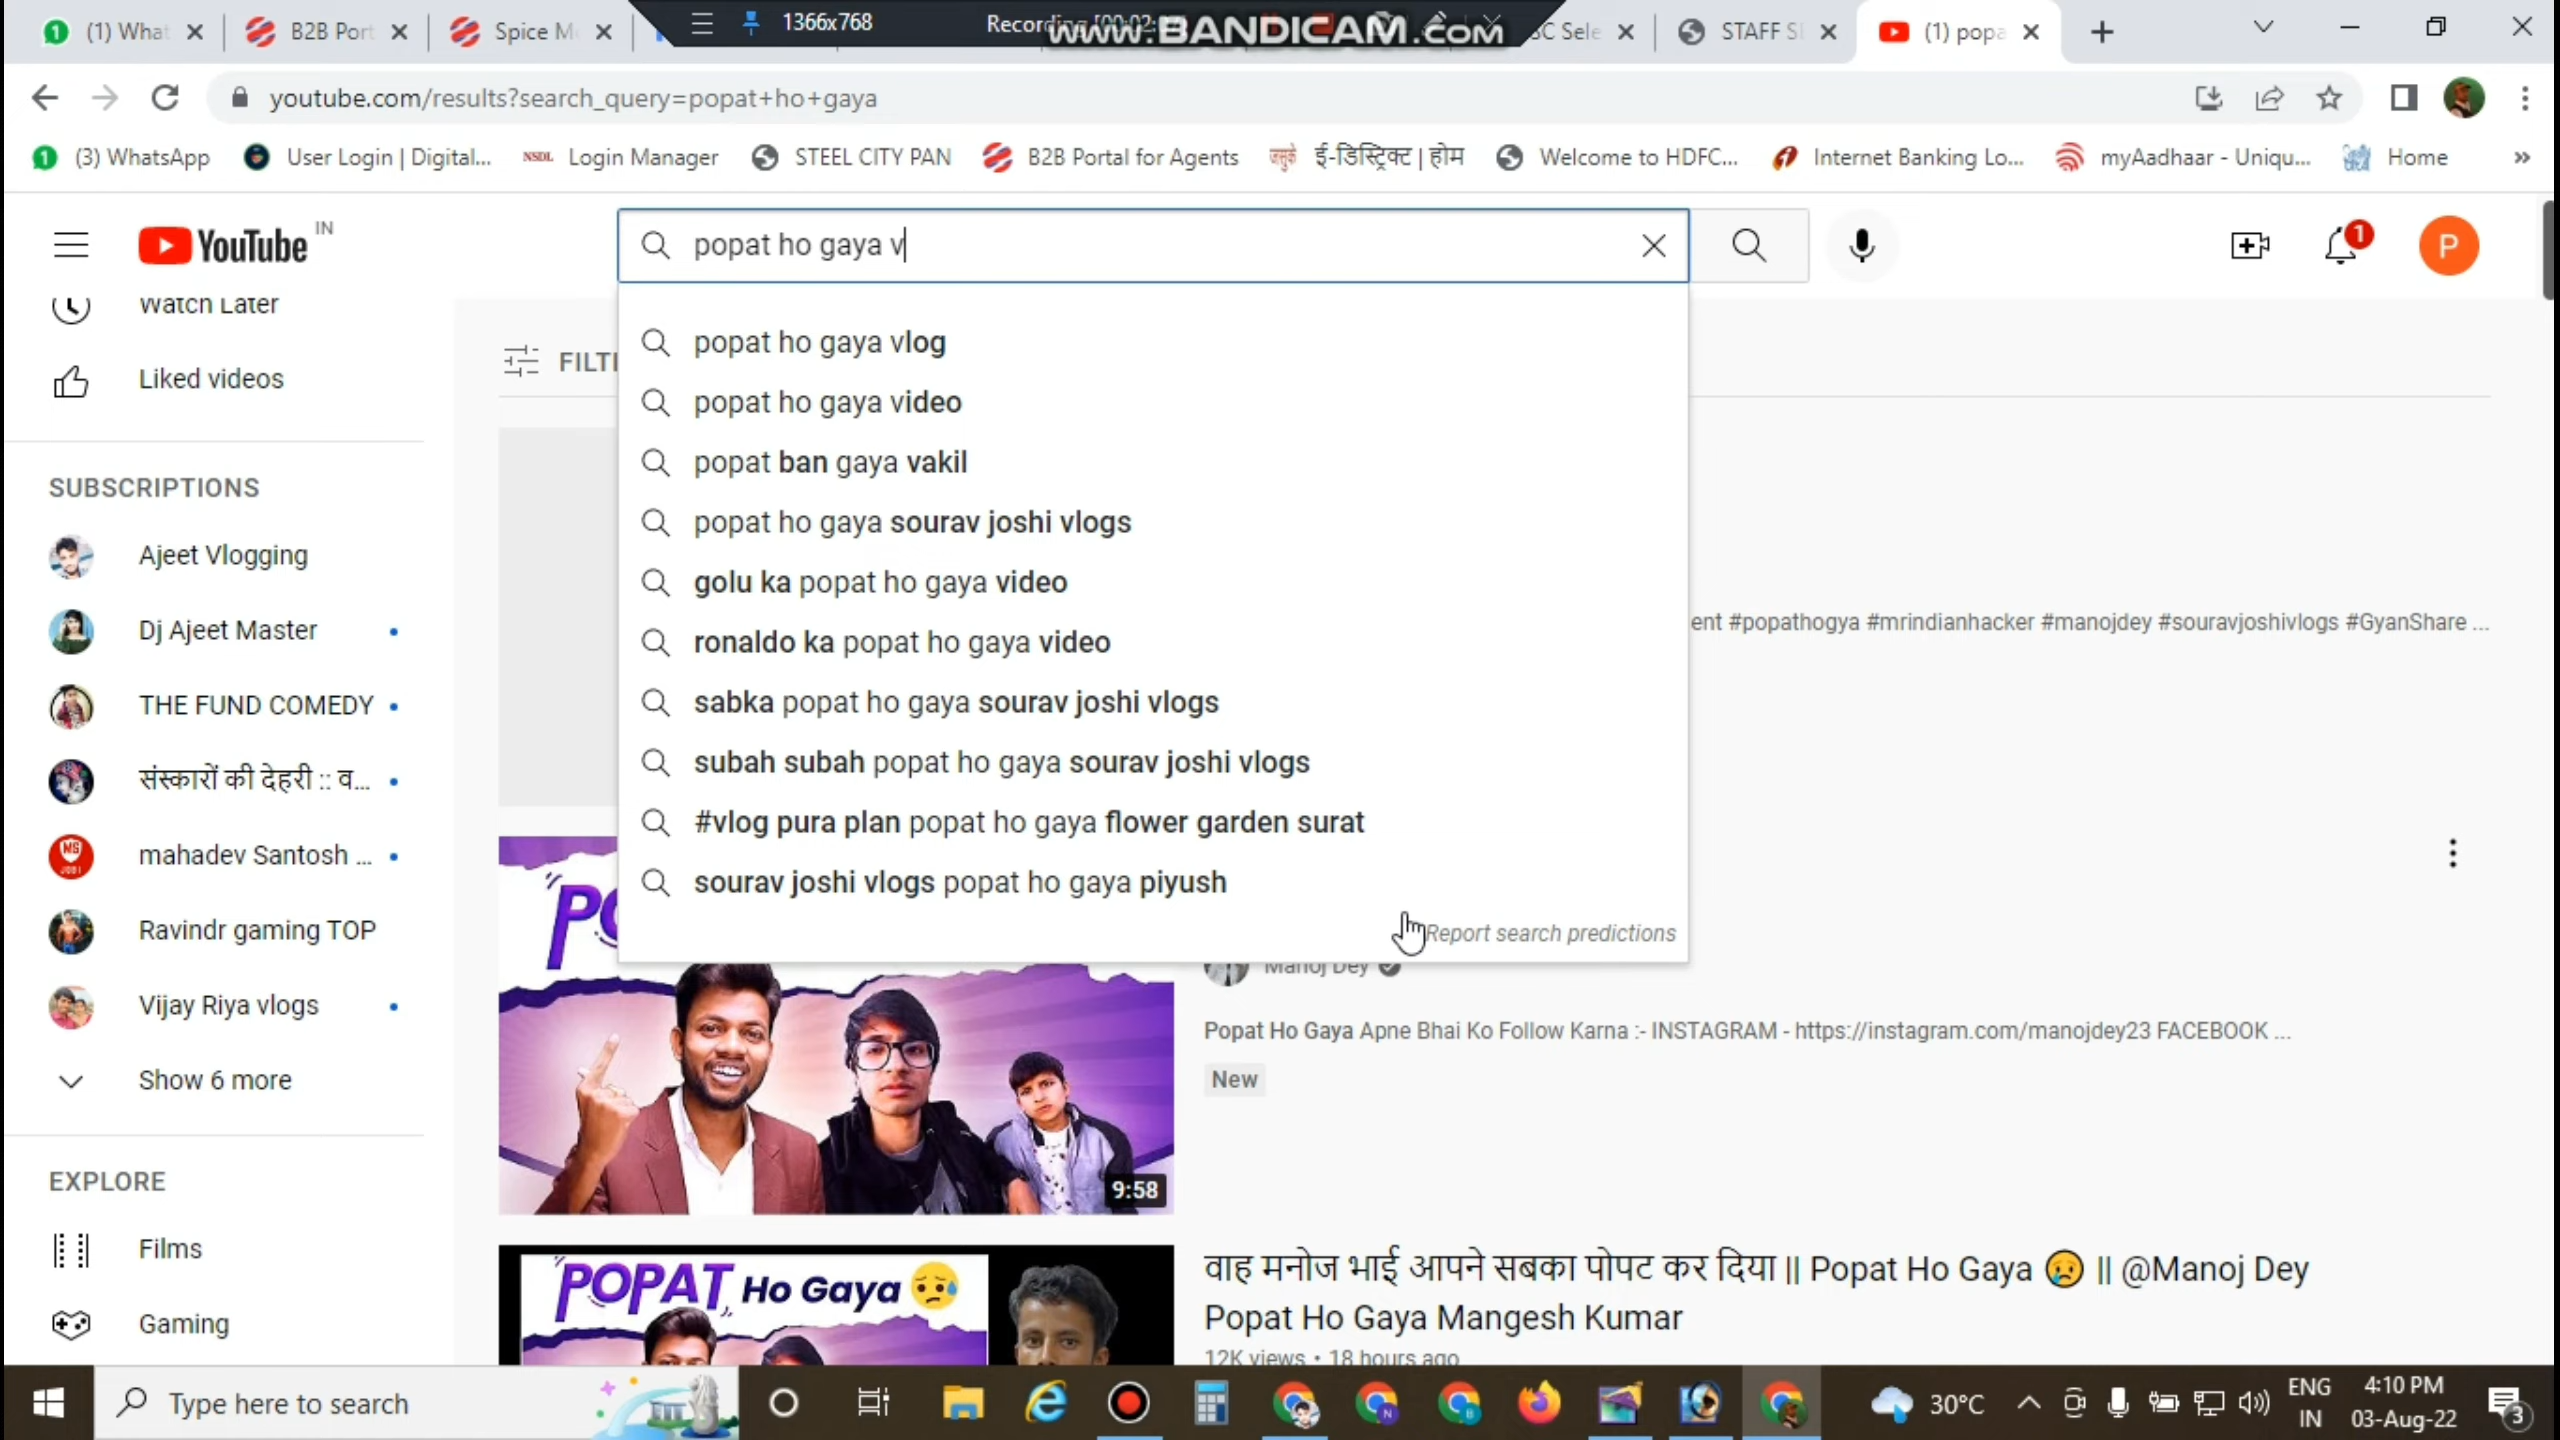 (1) What
B2B Port
Spice M
1366x768
www.BANDICAM.com
C Sele
STAFF S
(1) popa
youtube.com/results?search_query=popat+ho+gaya
(3) WhatsApp
User Login | Digital...
NSDL Login Manager
STEEL CITY PAN
B2B Portal for Agents
ई-डिस्ट्रिक्ट | होम
Welcome to HDFC...
Internet Banking Lo...
myAadhaar - Uniqu...
Home
YouTube IN
popat ho gaya v
1
P
Watch Later
Liked videos
SUBSCRIPTIONS
Ajeet Vlogging
Dj Ajeet Master
THE FUND COMEDY
संस्कारों की देहरी :: व...
mahadev Santosh ...
Ravindr gaming TOP
Vijay Riya vlogs
Show 6 more
EXPLORE
Films
Gaming
FILT
popat ho gaya vlog
popat ho gaya video
popat ban gaya vakil
popat ho gaya sourav joshi vlogs
golu ka popat ho gaya video
ronaldo ka popat ho gaya video
sabka popat ho gaya sourav joshi vlogs
subah subah popat ho gaya sourav joshi vlogs
#vlog pura plan popat ho gaya flower garden surat
sourav joshi vlogs popat ho gaya piyush
Report search predictions
ent #popathogya #mrindianhacker #manojdey #souravjoshivlogs #GyanShare ...
Manoj Dey
Popat Ho Gaya Apne Bhai Ko Follow Karna :- INSTAGRAM - https://instagram.com/manojdey23 FACEBOOK ...
New
9:58
POPAT Ho Gaya
वाह मनोज भाई आपने सबका पोपट कर दिया || Popat Ho Gaya 😥 || @Manoj Dey
Popat Ho Gaya Mangesh Kumar
12K views • 18 hours ago
Type here to search
30°C
ENG
IN
4:10 PM
03-Aug-22
3